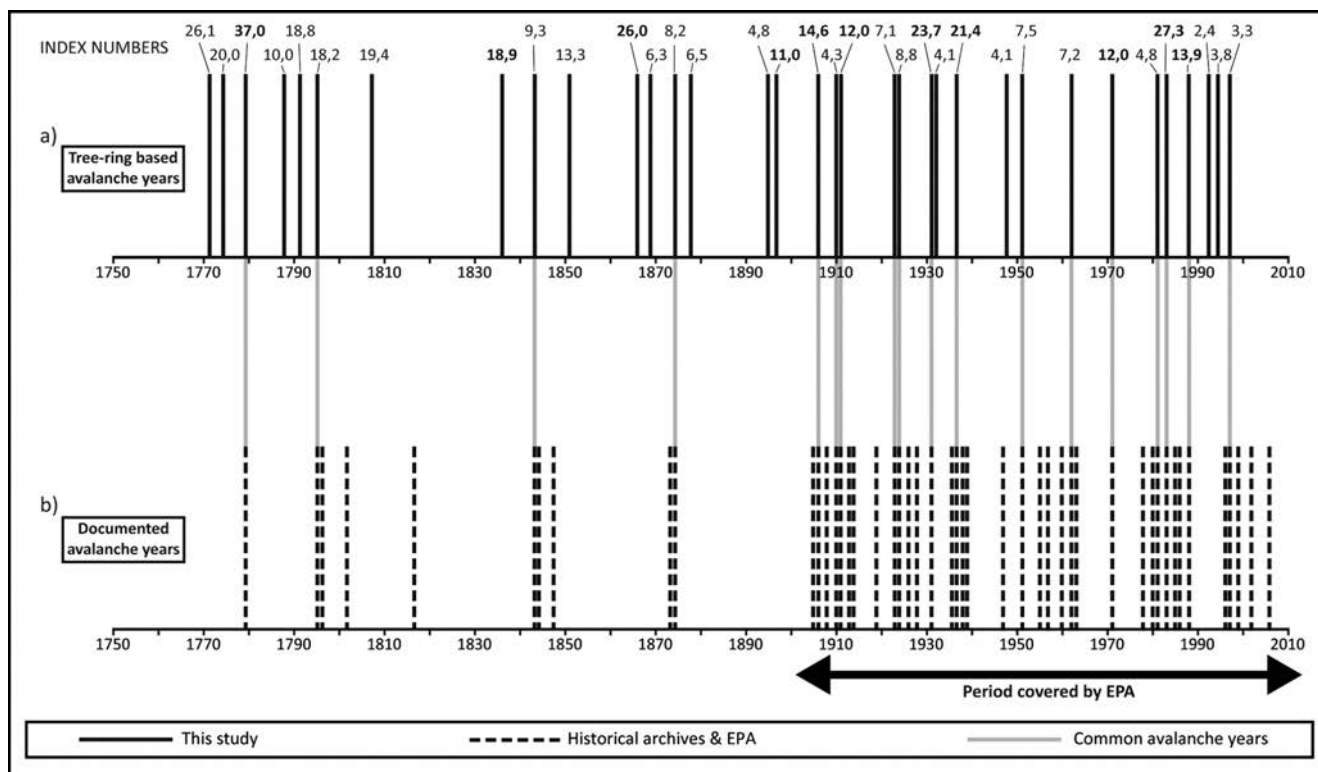 26,1 37,0 18,8 9,3 26,0 8,2 4,8 14,6 12,0 7,1 23,7 21,4 7,5 27,3 2,4 3,3
INDEX NUMBERS 20,0 10,0 18,2 19,4 18,9 13,3 6,3 6,5 11,0 4,3 8,8 4,1 4,1 7,2 12,0 4,8 13,9 3,8
a)
Tree-ring based
avalanche years
1750 1770 1790 1810 1830 1850 1870 1890 1910 1930 1950 1970 1990 2010
b)
Documented
avalanche years
1750 1770 1790 1810 1830 1850 1870 1890 1910 1930 1950 1970 1990 2010
Period covered by EPA
This study Historical archives & EPA Common avalanche years